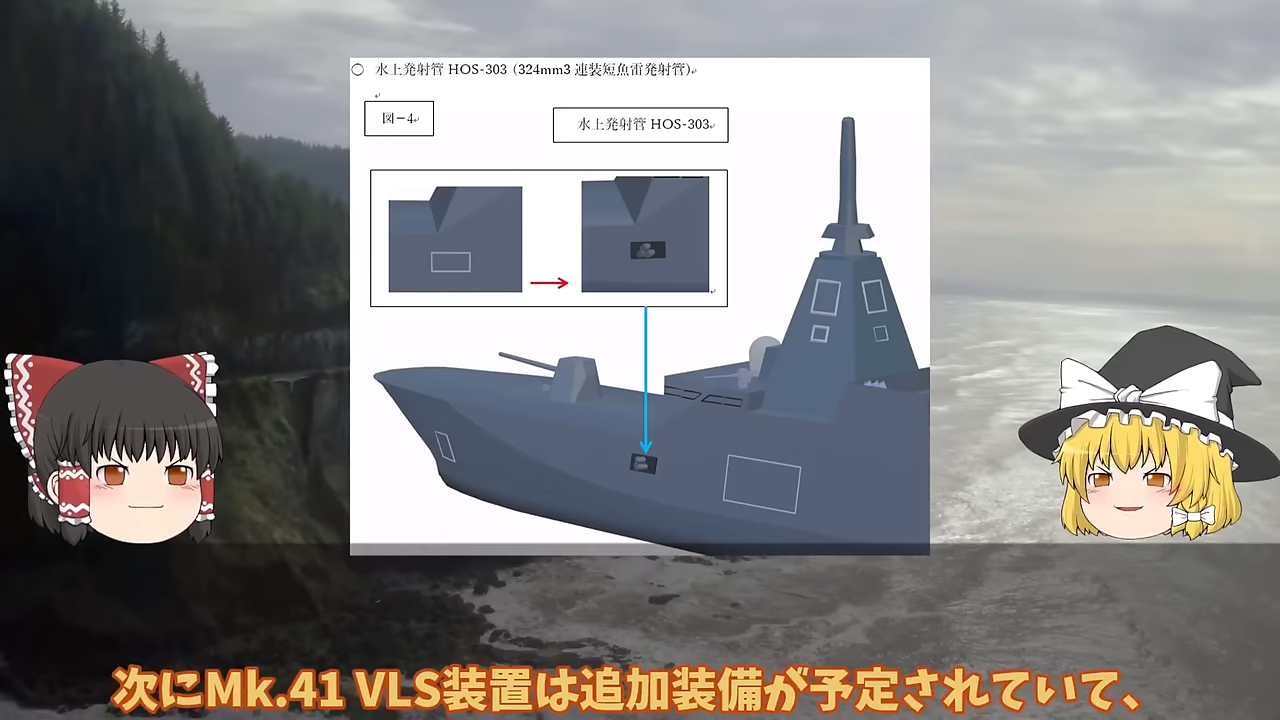 ○ 水上発射管 HOS-303 (324mm3 連装短魚雷発射管)↵
↵
図－4↵
水上発射管 HOS-303↵
↵
次にMk.41 VLS装置は追加装備が予定されていて、